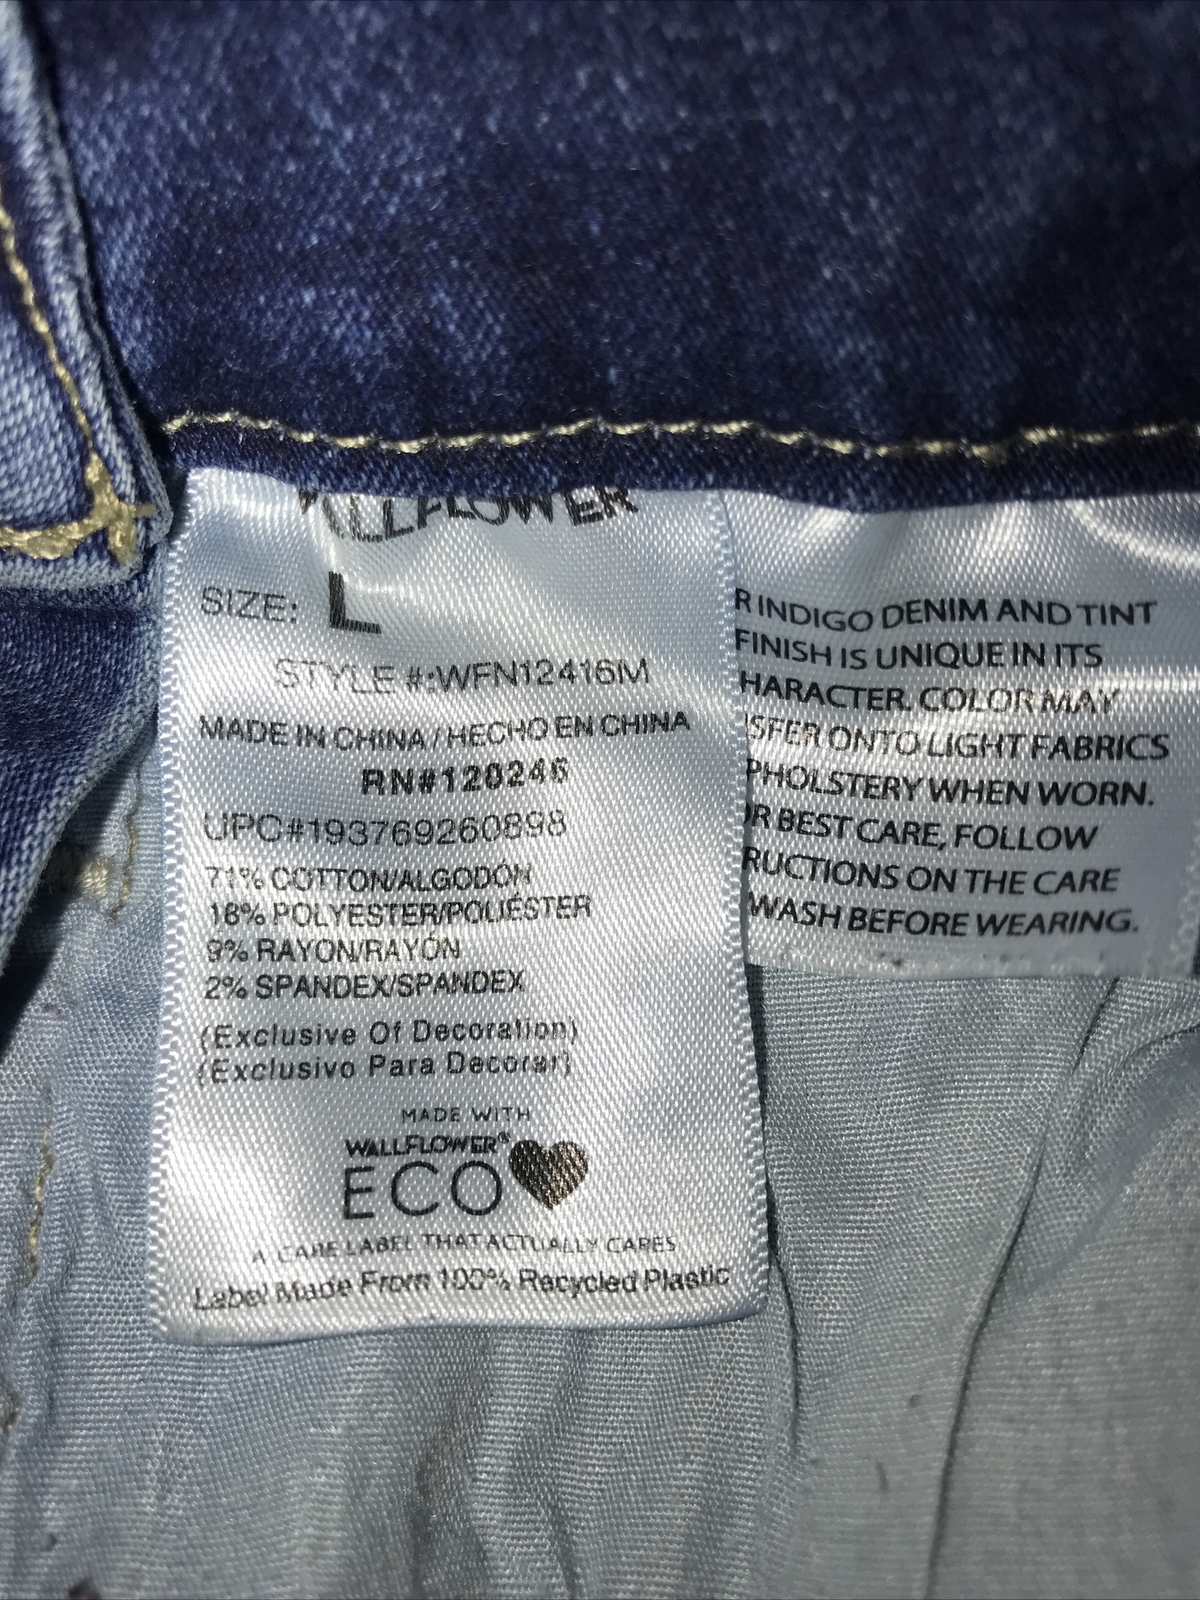 WALLFLOWER
SIZE: L
STYLE #:WFN12416M
MADE IN CHINA / HECHO EN CHINA
RN#120246
UPC#193769260898
71% COTTON/ALGODÓN
18% POLYESTER/POLIÉSTER
9% RAYON/RAYÓN
2% SPANDEX/SPANDEX
(Exclusive Of Decoration)
(Exclusivo Para Decorar)
MADE WITH
WALLFLOWER®
ECO
A CARE LABEL THAT ACTUALLY CARES
Label Made From 100% Recycled Plastic
R INDIGO DENIM AND TINT
FINISH IS UNIQUE IN ITS
HARACTER. COLOR MAY
SFER ONTO LIGHT FABRICS
PHOLSTERY WHEN WORN.
R BEST CARE, FOLLOW
RUCTIONS ON THE CARE
WASH BEFORE WEARING.